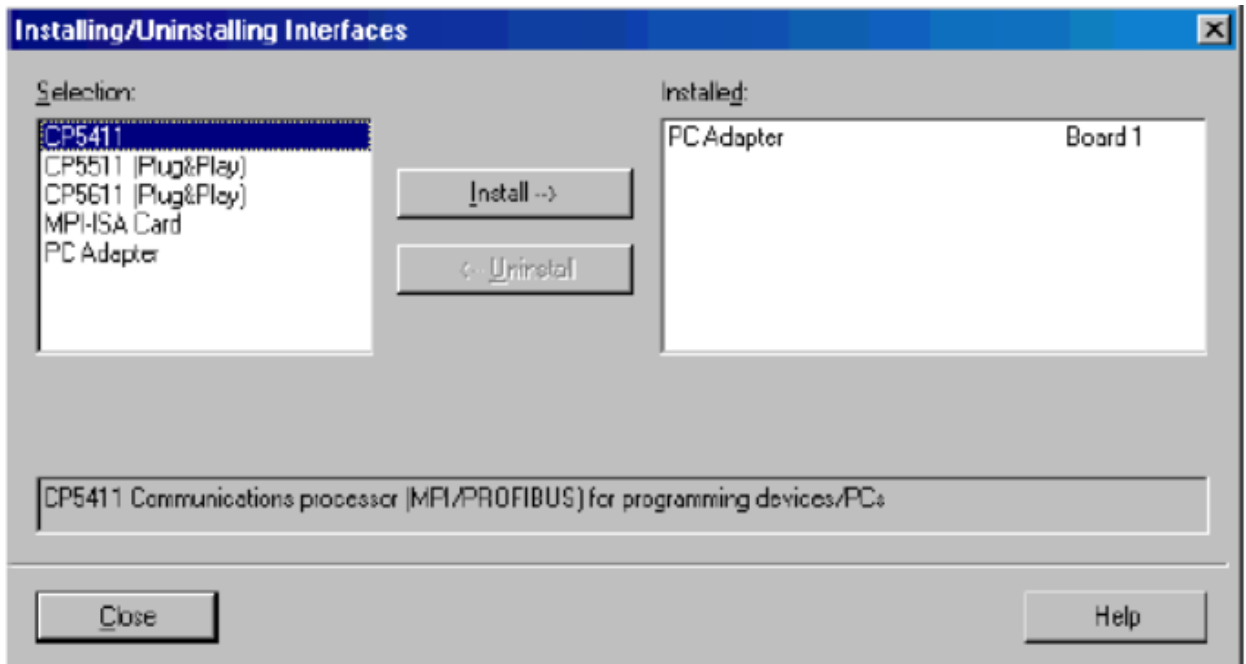 Installing/Uninstalling Interfaces
Selection:
Installed:
CP5411
CP5511 (Plug&Play)
CP5611 (Plug&Play)
MPI-ISA Card
PC Adapter
Install -->
<-- Uninstall
PC Adapter Board 1
CP5411 Communications processor (MPI/PROFIBUS) for programming devices/PCs
Close
Help